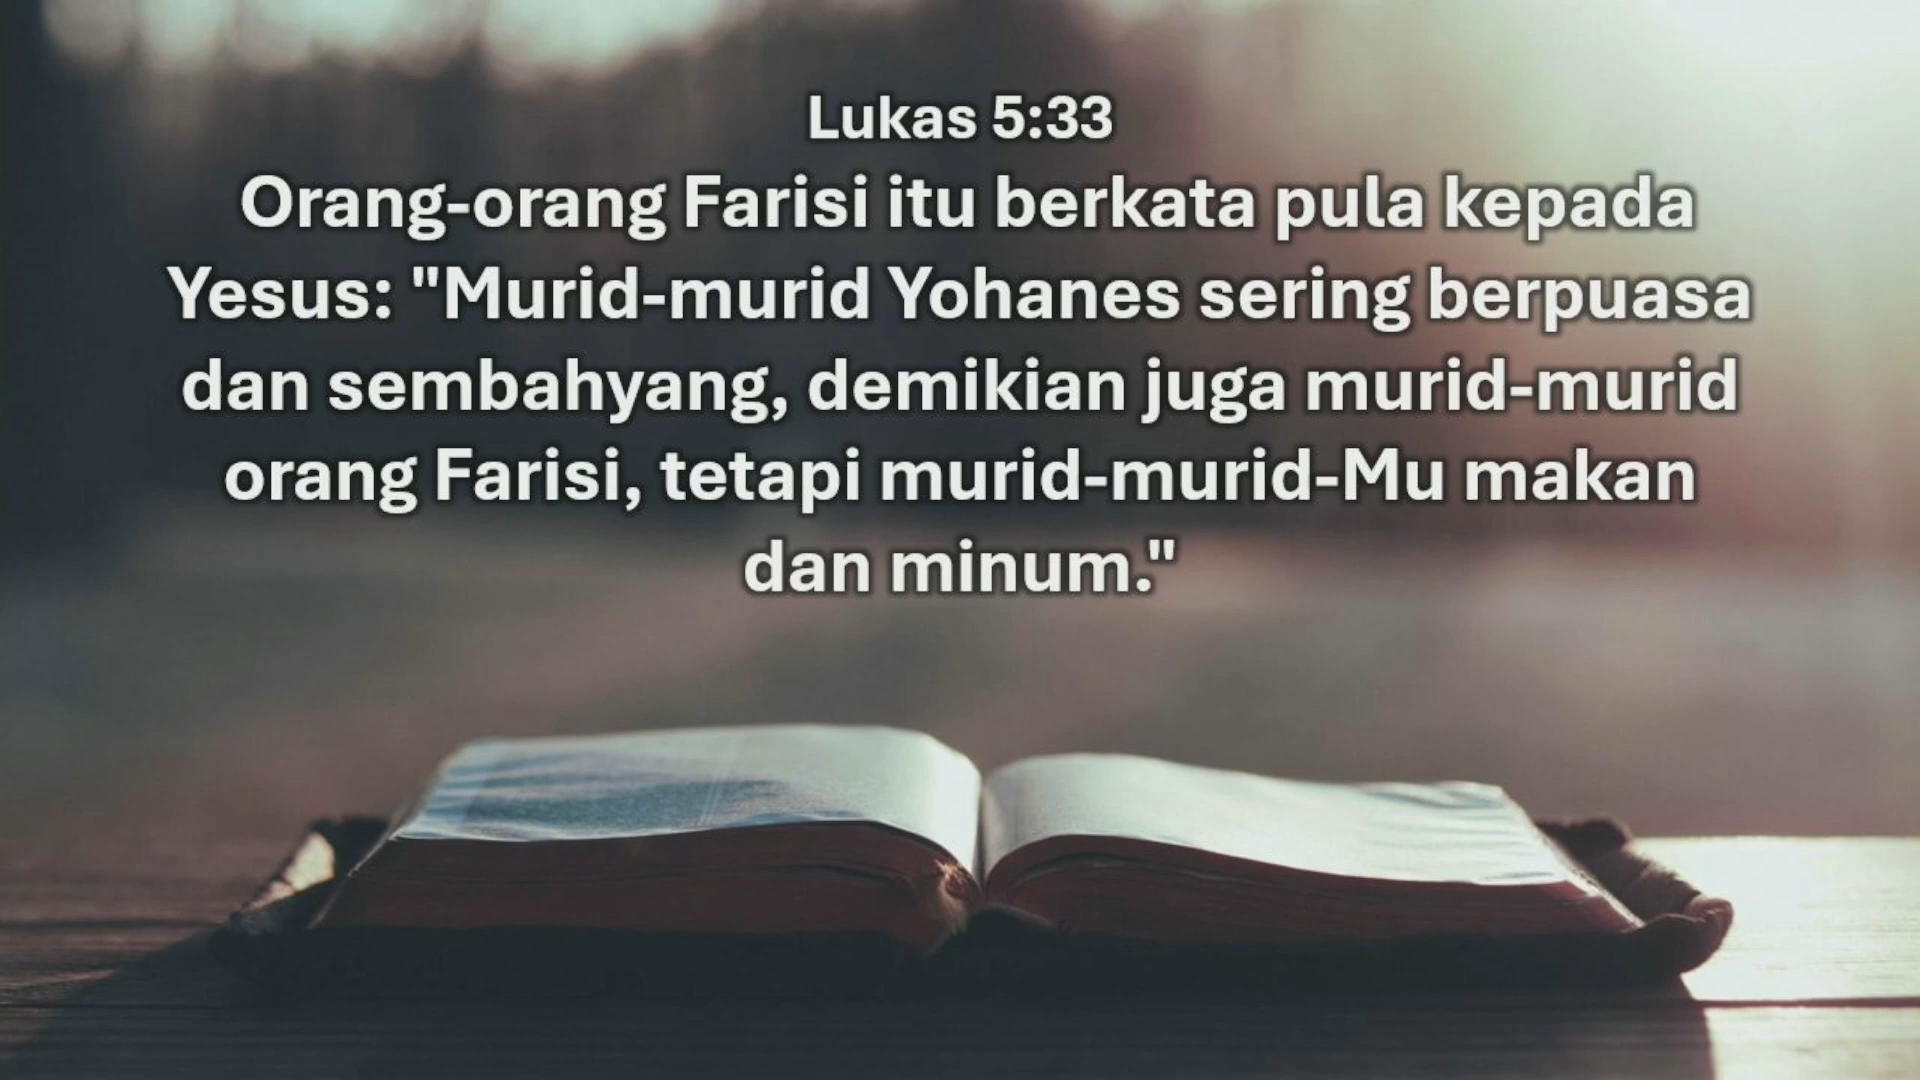 Lukas 5:33
Orang-orang Farisi itu berkata pula kepada
Yesus: "Murid-murid Yohanes sering berpuasa
dan sembahyang, demikian juga murid-murid
orang Farisi, tetapi murid-murid-Mu makan
dan minum."